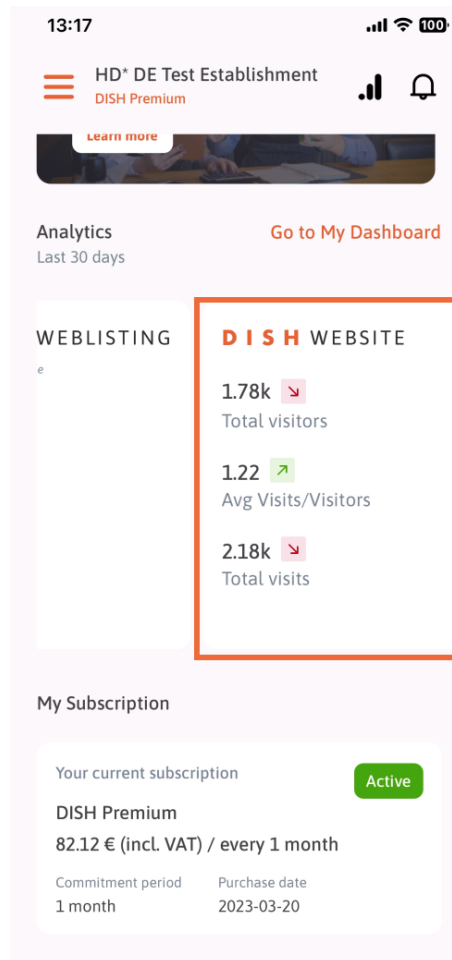 13:17
100
HD* DE Test Establishment
DISH Premium
Learn more
Analytics
Go to My Dashboard
Last 30 days
WEBLISTING
e
DISH WEBSITE
1.78k
Total visitors
1.22
Avg Visits/Visitors
2.18k
Total visits
My Subscription
Your current subscription
Active
DISH Premium
82.12 € (incl. VAT) / every 1 month
Commitment period
Purchase date
1 month
2023-03-20